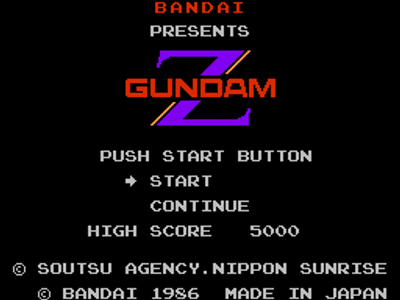 BANDAI
PRESENTS
Z
GUNDAM
PUSH START BUTTON
→ START
CONTINUE
HIGH SCORE 5000
© SOUTSU AGENCY.NIPPON SUNRISE
© BANDAI 1986 MADE IN JAPAN